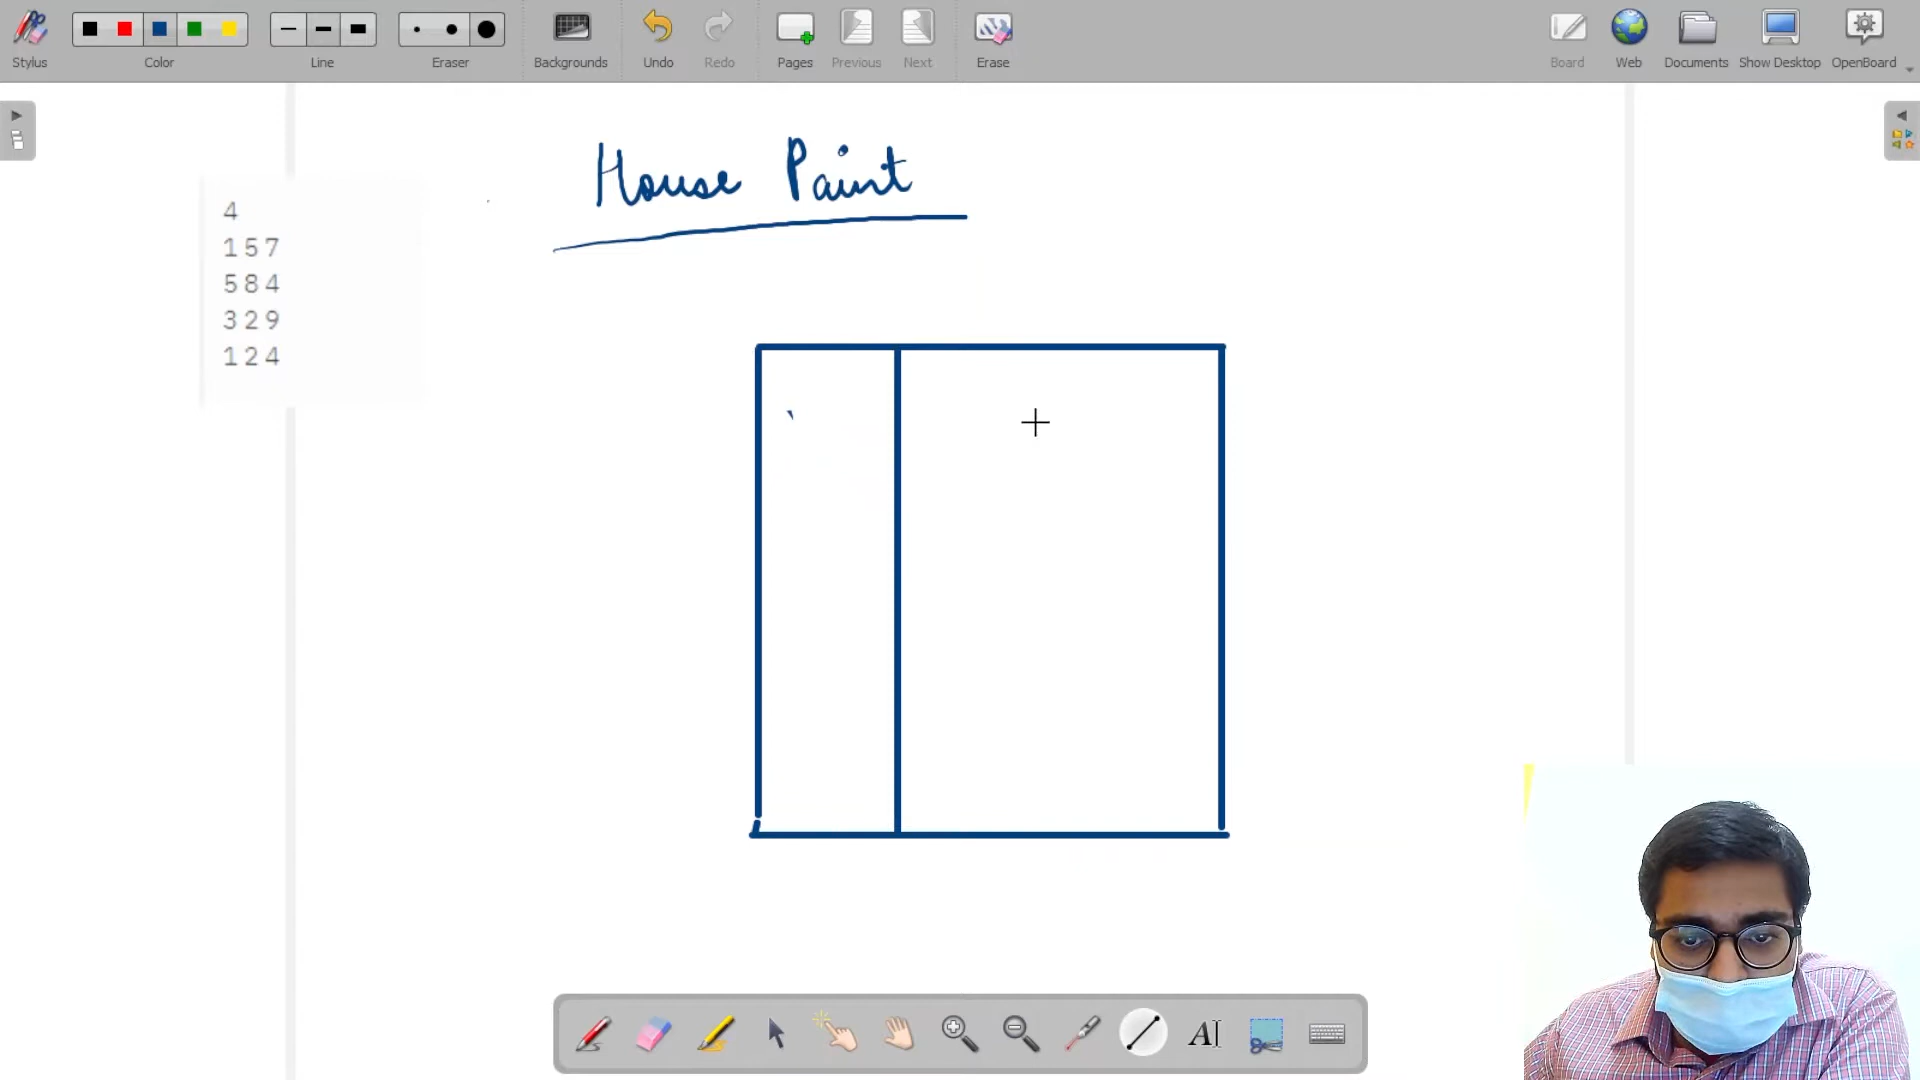 Stylus Color Line Eraser Backgrounds Undo Redo Pages Previous Next Erase Board Web Documents Show Desktop OpenBoard
House Paint
4
1 5 7
5 8 4
3 2 9
1 2 4
A